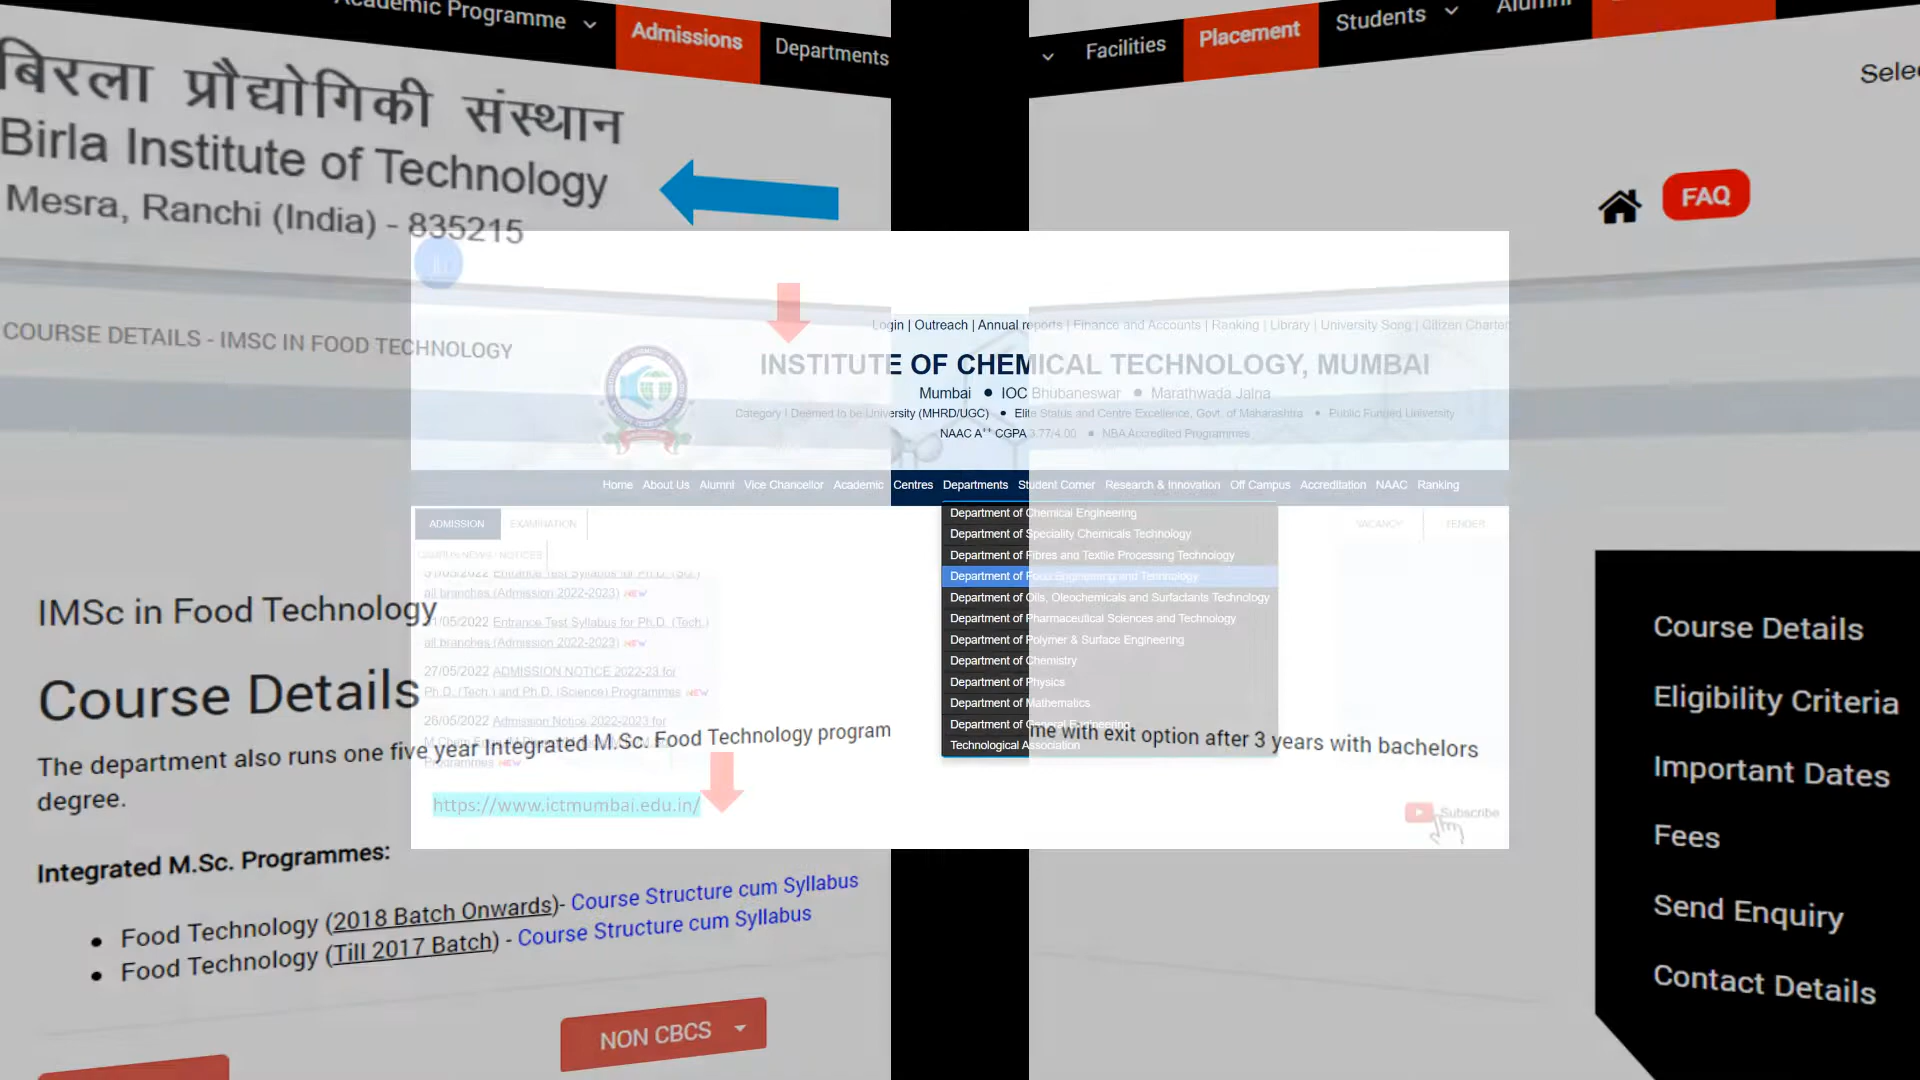 Academic Programme
Admissions
Departments
Facilities
Placement
Students
Alumni
बिरला प्रौद्योगिकी संस्थान
Birla Institute of Technology
Mesra, Ranchi (India) - 835215
FAQ
COURSE DETAILS - IMSC IN FOOD TECHNOLOGY
Login | Outreach | Annual reports | Finance and Accounts | Ranking | Library | University Song | Citizen Charter
INSTITUTE OF CHEMICAL TECHNOLOGY, MUMBAI
Mumbai ● IOC Bhubaneswar ● Marathwada Jalna
Category I Deemed to be University (MHRD/UGC) ● Elite Status and Centre Excellence, Govt. of Maharashtra ● Public Funded University
NAAC A++ CGPA 3.77/4.00 ■ NBA Accredited Programmes
Home About Us Alumni Vice Chancellor Academic Centres Departments Student Corner Research & Innovation Off Campus Accreditation NAAC Ranking
ADMISSION EXAMINATION
VACANCY TENDER
31/05/2022 Entrance Test Syllabus for Ph.D. (Sci.)
all branches (Admission 2022-2023) NEW
31/05/2022 Entrance Test Syllabus for Ph.D. (Tech.)
all branches (Admission 2022-2023) NEW
27/05/2022 ADMISSION NOTICE 2022-23 for
Ph.D. (Tech.) and Ph.D. (Science) Programmes NEW
26/05/2022 Admission Notice 2022-2023 for
Programmes NEW
Department of Chemical Engineering
Department of Speciality Chemicals Technology
Department of Fibres and Textile Processing Technology
Department of Food Engineering and Technology
Department of Oils, Oleochemicals and Surfactants Technology
Department of Pharmaceutical Sciences and Technology
Department of Polymer & Surface Engineering
Department of Chemistry
Department of Physics
Department of Mathematics
Department of General Engineering
Technological Association
https://www.ictmumbai.edu.in/
Subscribe
IMSc in Food Technology
Course Details
The department also runs one five year Integrated M.Sc. Food Technology programme with exit option after 3 years with bachelors
degree.
Integrated M.Sc. Programmes:
● Food Technology (2018 Batch Onwards)- Course Structure cum Syllabus
● Food Technology (Till 2017 Batch) - Course Structure cum Syllabus
NON CBCS
Course Details
Eligibility Criteria
Important Dates
Fees
Send Enquiry
Contact Details